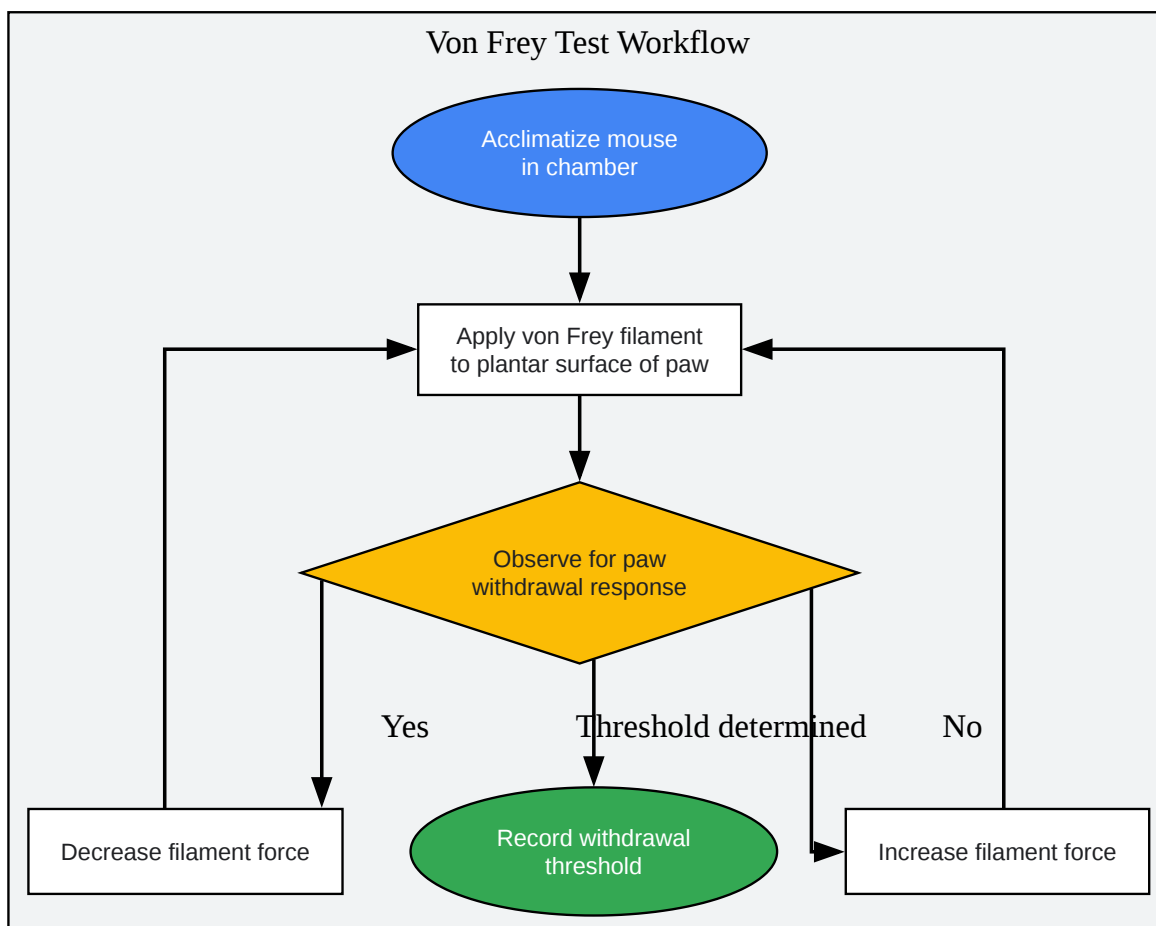 Von Frey Test Workflow
Acclimatize mouse
in chamber
Apply von Frey filament
to plantar surface of paw
Observe for paw
withdrawal response
Yes
Threshold determined
No
Decrease filament force
Record withdrawal
threshold
Increase filament force